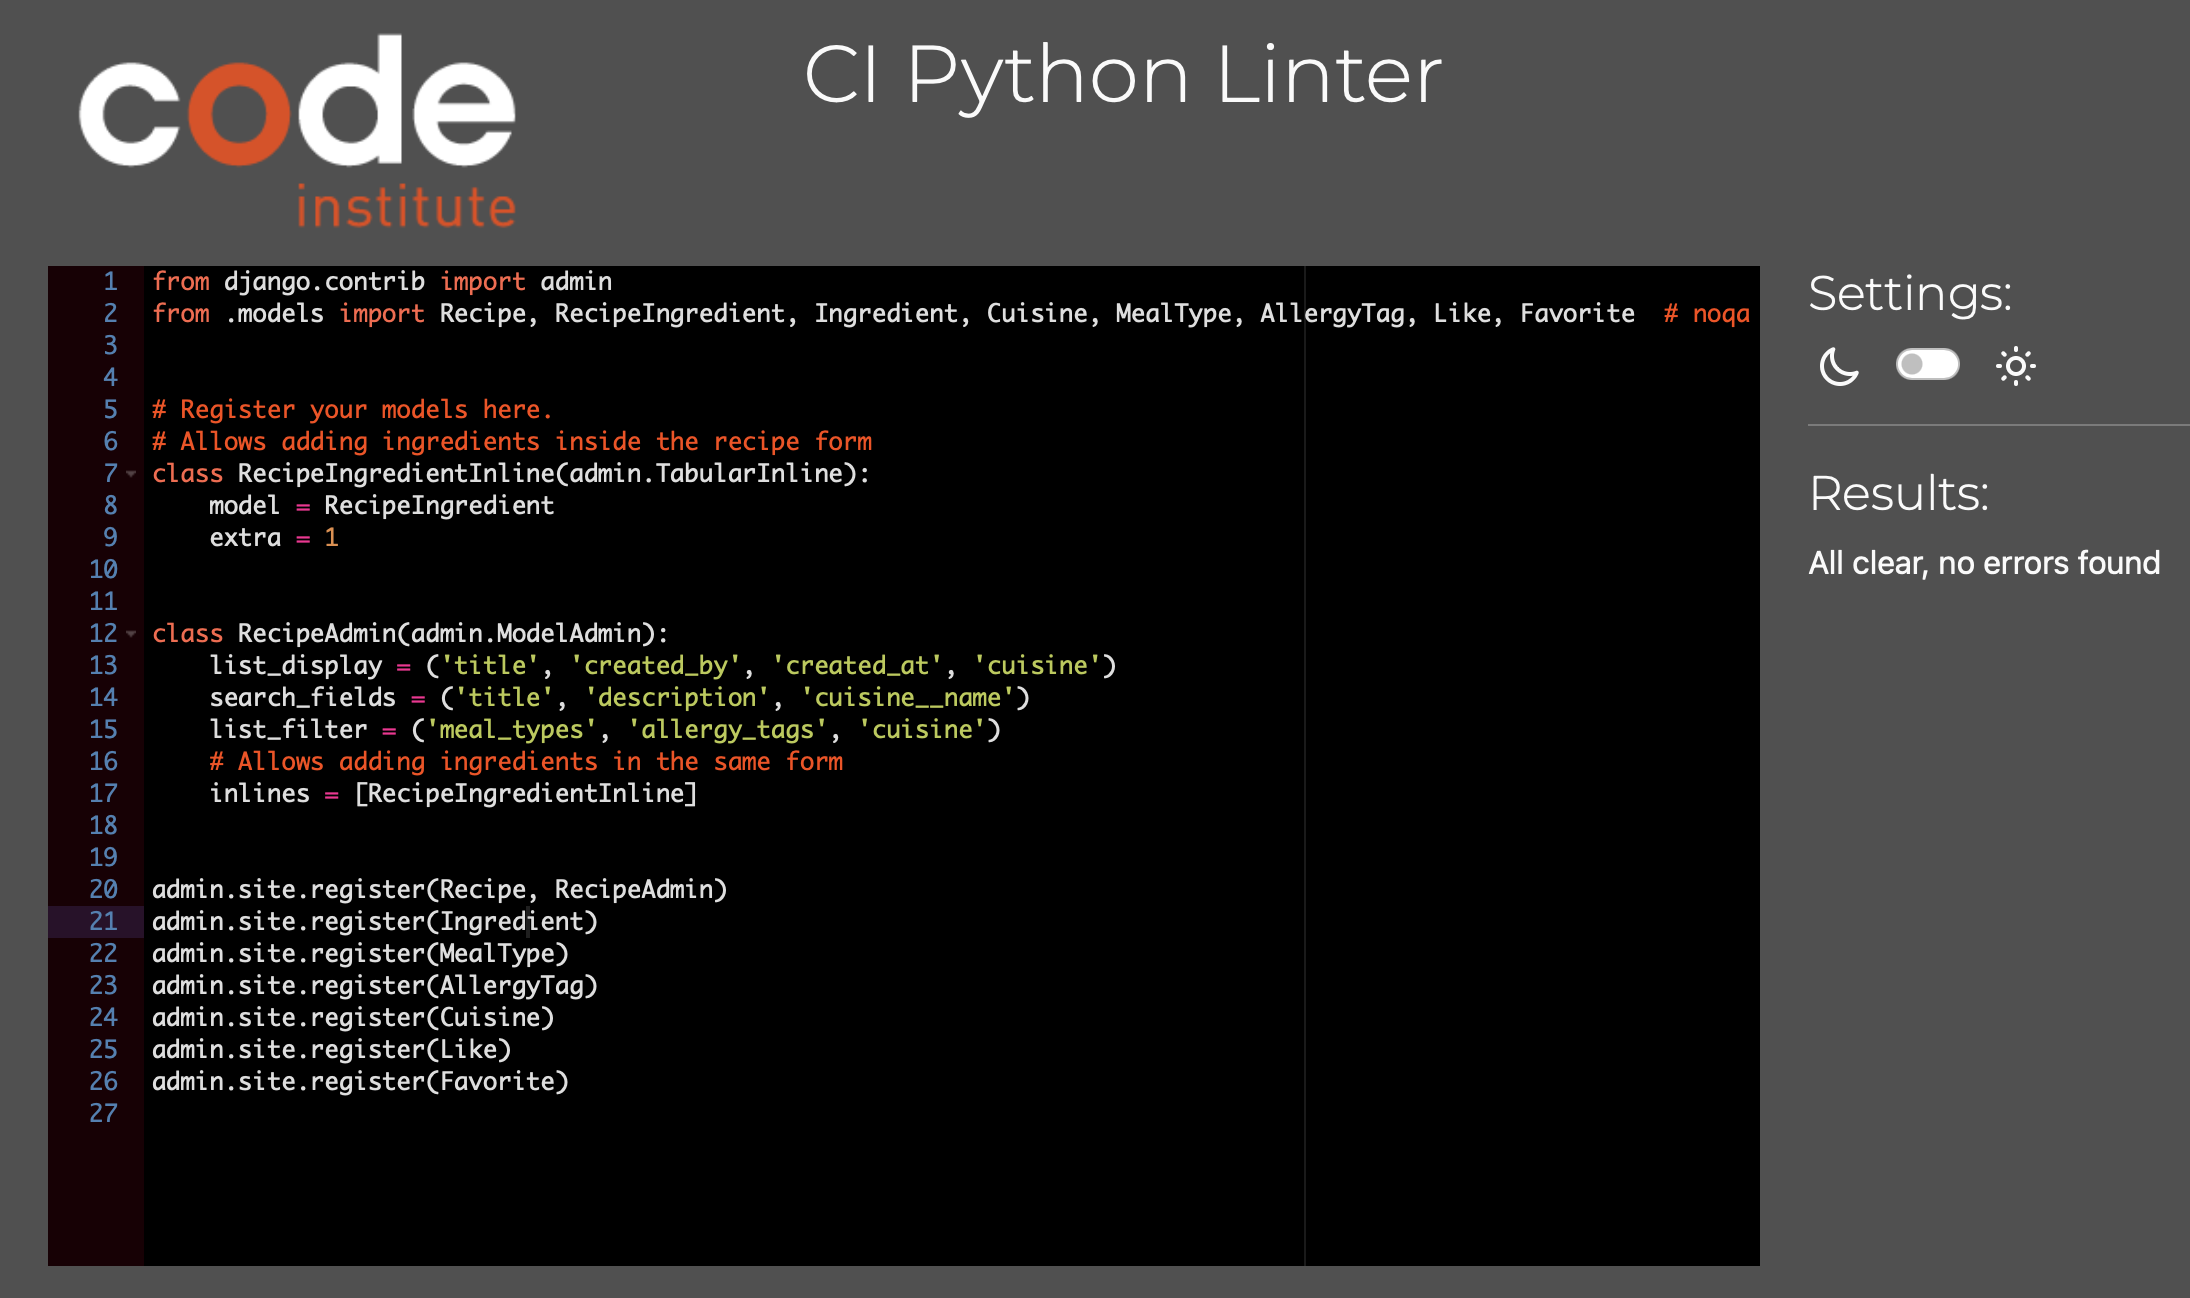 code
institute
CI Python Linter
1 from django.contrib import admin
2 from .models import Recipe, RecipeIngredient, Ingredient, Cuisine, MealType, AllergyTag, Like, Favorite  # noqa
3
4
5 # Register your models here.
6 # Allows adding ingredients inside the recipe form
7 class RecipeIngredientInline(admin.TabularInline):
8     model = RecipeIngredient
9     extra = 1
10
11
12 class RecipeAdmin(admin.ModelAdmin):
13     list_display = ('title', 'created_by', 'created_at', 'cuisine')
14     search_fields = ('title', 'description', 'cuisine__name')
15     list_filter = ('meal_types', 'allergy_tags', 'cuisine')
16     # Allows adding ingredients in the same form
17     inlines = [RecipeIngredientInline]
18
19
20 admin.site.register(Recipe, RecipeAdmin)
21 admin.site.register(Ingredient)
22 admin.site.register(MealType)
23 admin.site.register(AllergyTag)
24 admin.site.register(Cuisine)
25 admin.site.register(Like)
26 admin.site.register(Favorite)
27
Settings:
Results:
All clear, no errors found